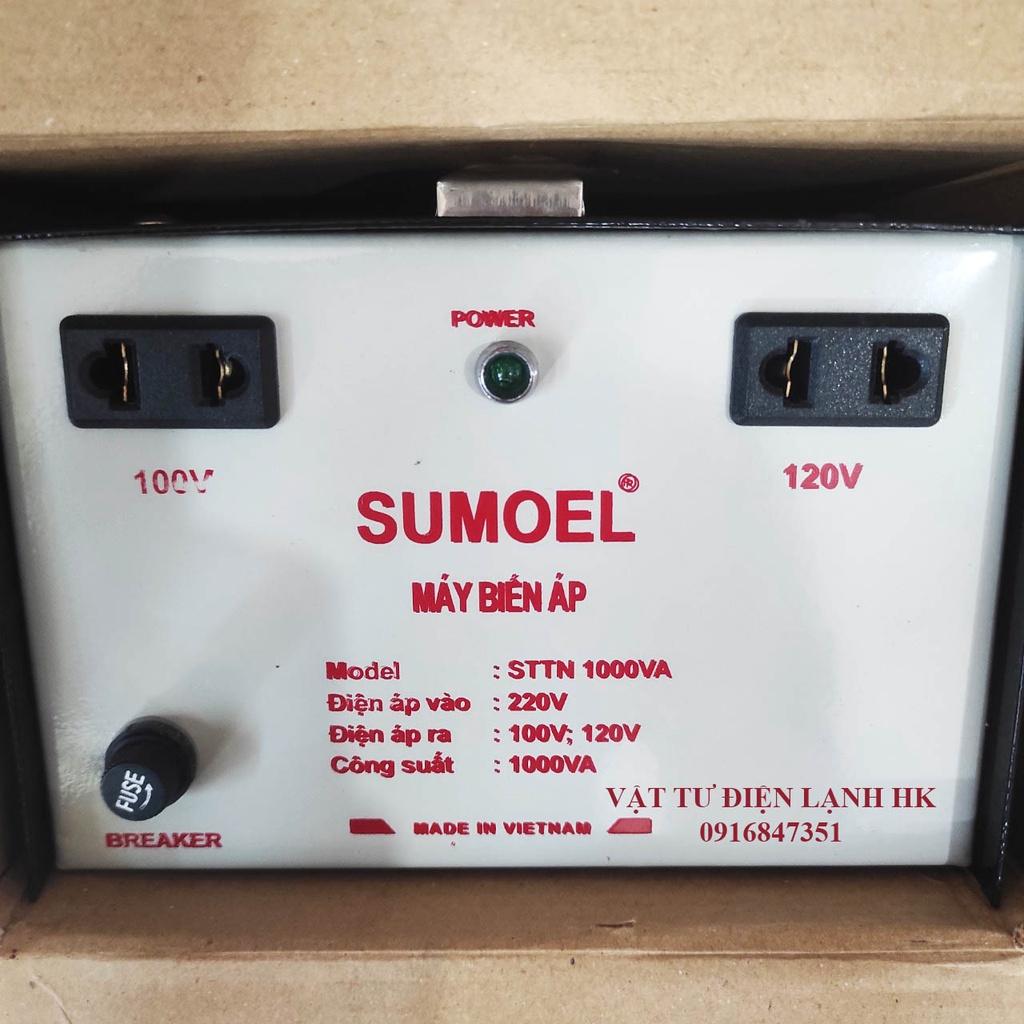 POWER
100V
120V
SUMOEL®
MÁY BIẾN ÁP
Model : STTN 1000VA
Điện áp vào : 220V
Điện áp ra : 100V; 120V
Công suất : 1000VA
FUSE
BREAKER
MADE IN VIETNAM
VẬT TƯ ĐIỆN LẠNH HK
0916847351